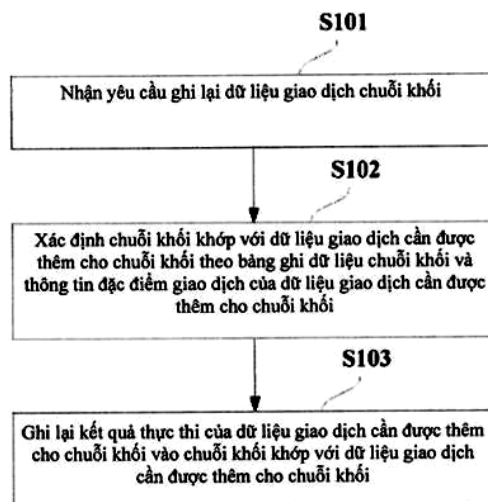 S101
Nhận yêu cầu ghi lại dữ liệu giao dịch chuỗi khối
S102
Xác định chuỗi khối khớp với dữ liệu giao dịch cần được
thêm cho chuỗi khối theo bảng ghi dữ liệu chuỗi khối và
thông tin đặc điểm giao dịch của dữ liệu giao dịch cần được
thêm cho chuỗi khối
S103
Ghi lại kết quả thực thi của dữ liệu giao dịch cần được thêm
cho chuỗi khối vào chuỗi khối khớp với dữ liệu giao dịch
cần được thêm cho chuỗi khối